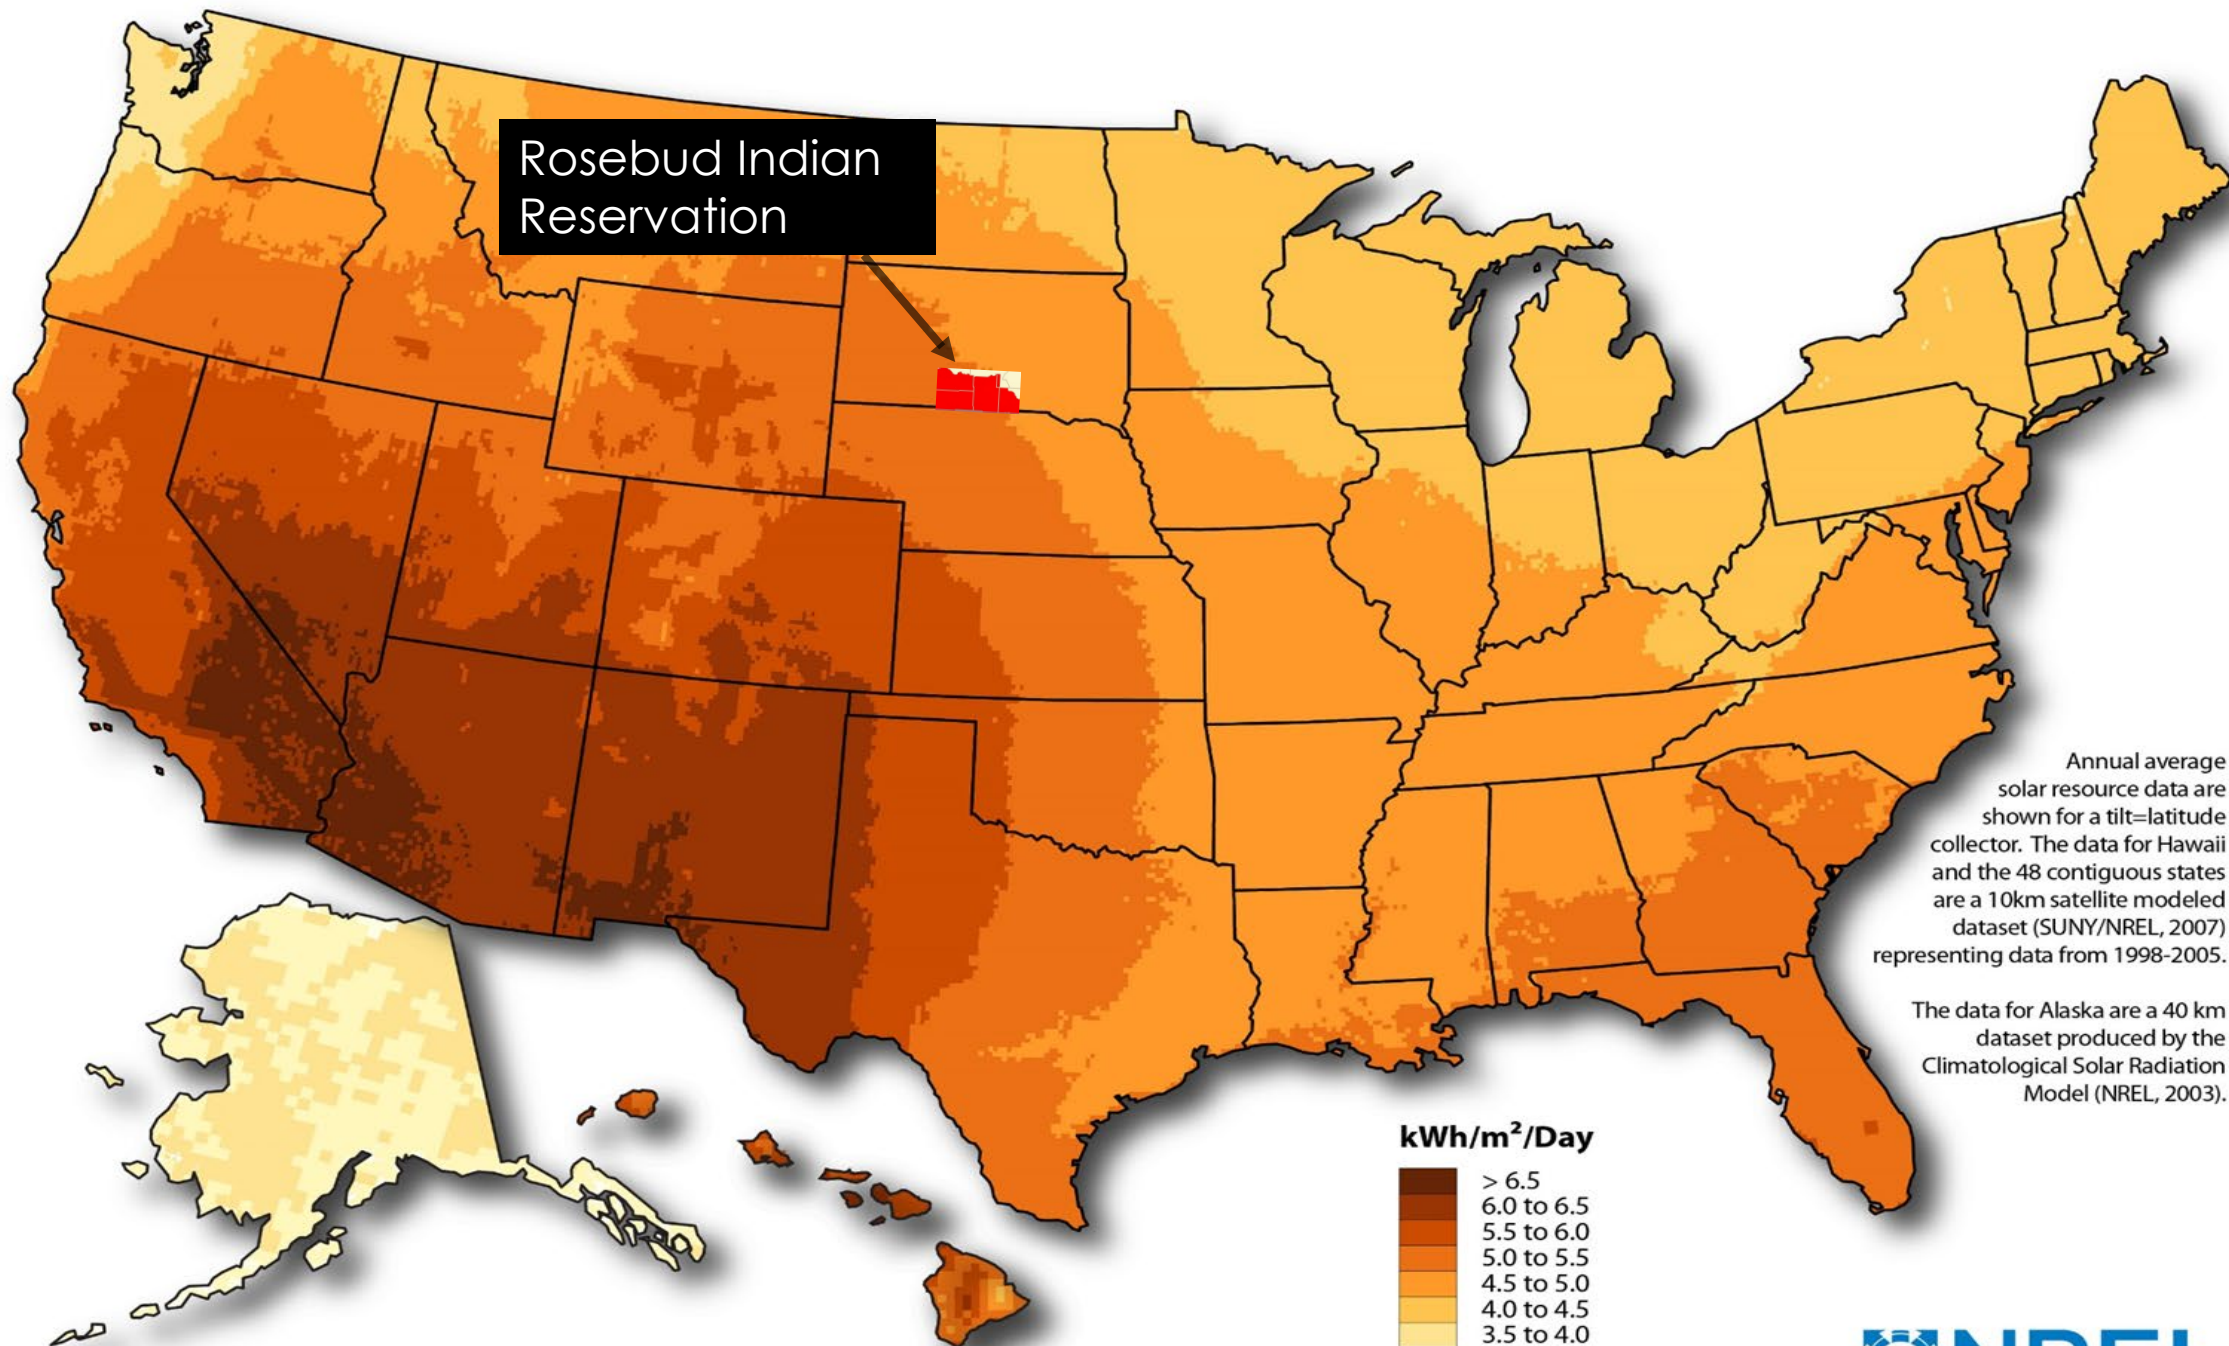 Rosebud Indian
Reservation
Annual average
solar resource data are
shown for a tilt=latitude
collector. The data for Hawaii
and the 48 contiguous states
are a 10km satellite modeled
dataset (SUNY/NREL, 2007)
representing data from 1998-2005.
The data for Alaska are a 40 km
dataset produced by the
Climatological Solar Radiation
Model (NREL, 2003).
kWh/m²/Day
> 6.5
6.0 to 6.5
5.5 to 6.0
5.0 to 5.5
4.5 to 5.0
4.0 to 4.5
3.5 to 4.0
NREL